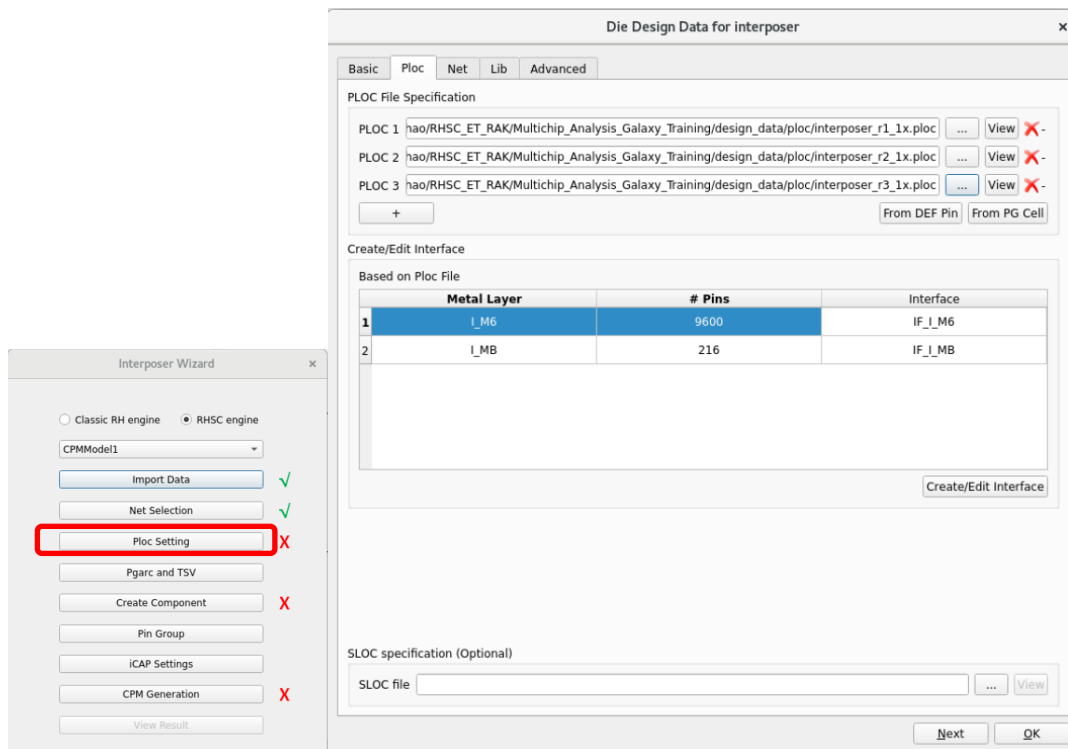 Die Design Data for interposer
×
Basic Ploc Net Lib Advanced
PLOC File Specification
PLOC 1 hao/RHSC_ET_RAK/Multichip_Analysis_Galaxy_Training/design_data/ploc/interposer_r1_1x.ploc ... View -
PLOC 2 hao/RHSC_ET_RAK/Multichip_Analysis_Galaxy_Training/design_data/ploc/interposer_r2_1x.ploc ... View -
PLOC 3 hao/RHSC_ET_RAK/Multichip_Analysis_Galaxy_Training/design_data/ploc/interposer_r3_1x.ploc ... View -
+ From DEF Pin From PG Cell
Create/Edit Interface
Based on Ploc File
Metal Layer # Pins Interface
1 I_M6 9600 IF_I_M6
2 I_MB 216 IF_I_MB
Create/Edit Interface
SLOC specification (Optional)
SLOC file ... View
Next OK
Interposer Wizard ×
Classic RH engine RHSC engine
CPMModel1
Import Data √
Net Selection √
Ploc Setting X
Pgarc and TSV
Create Component X
Pin Group
iCAP Settings
CPM Generation X
View Result